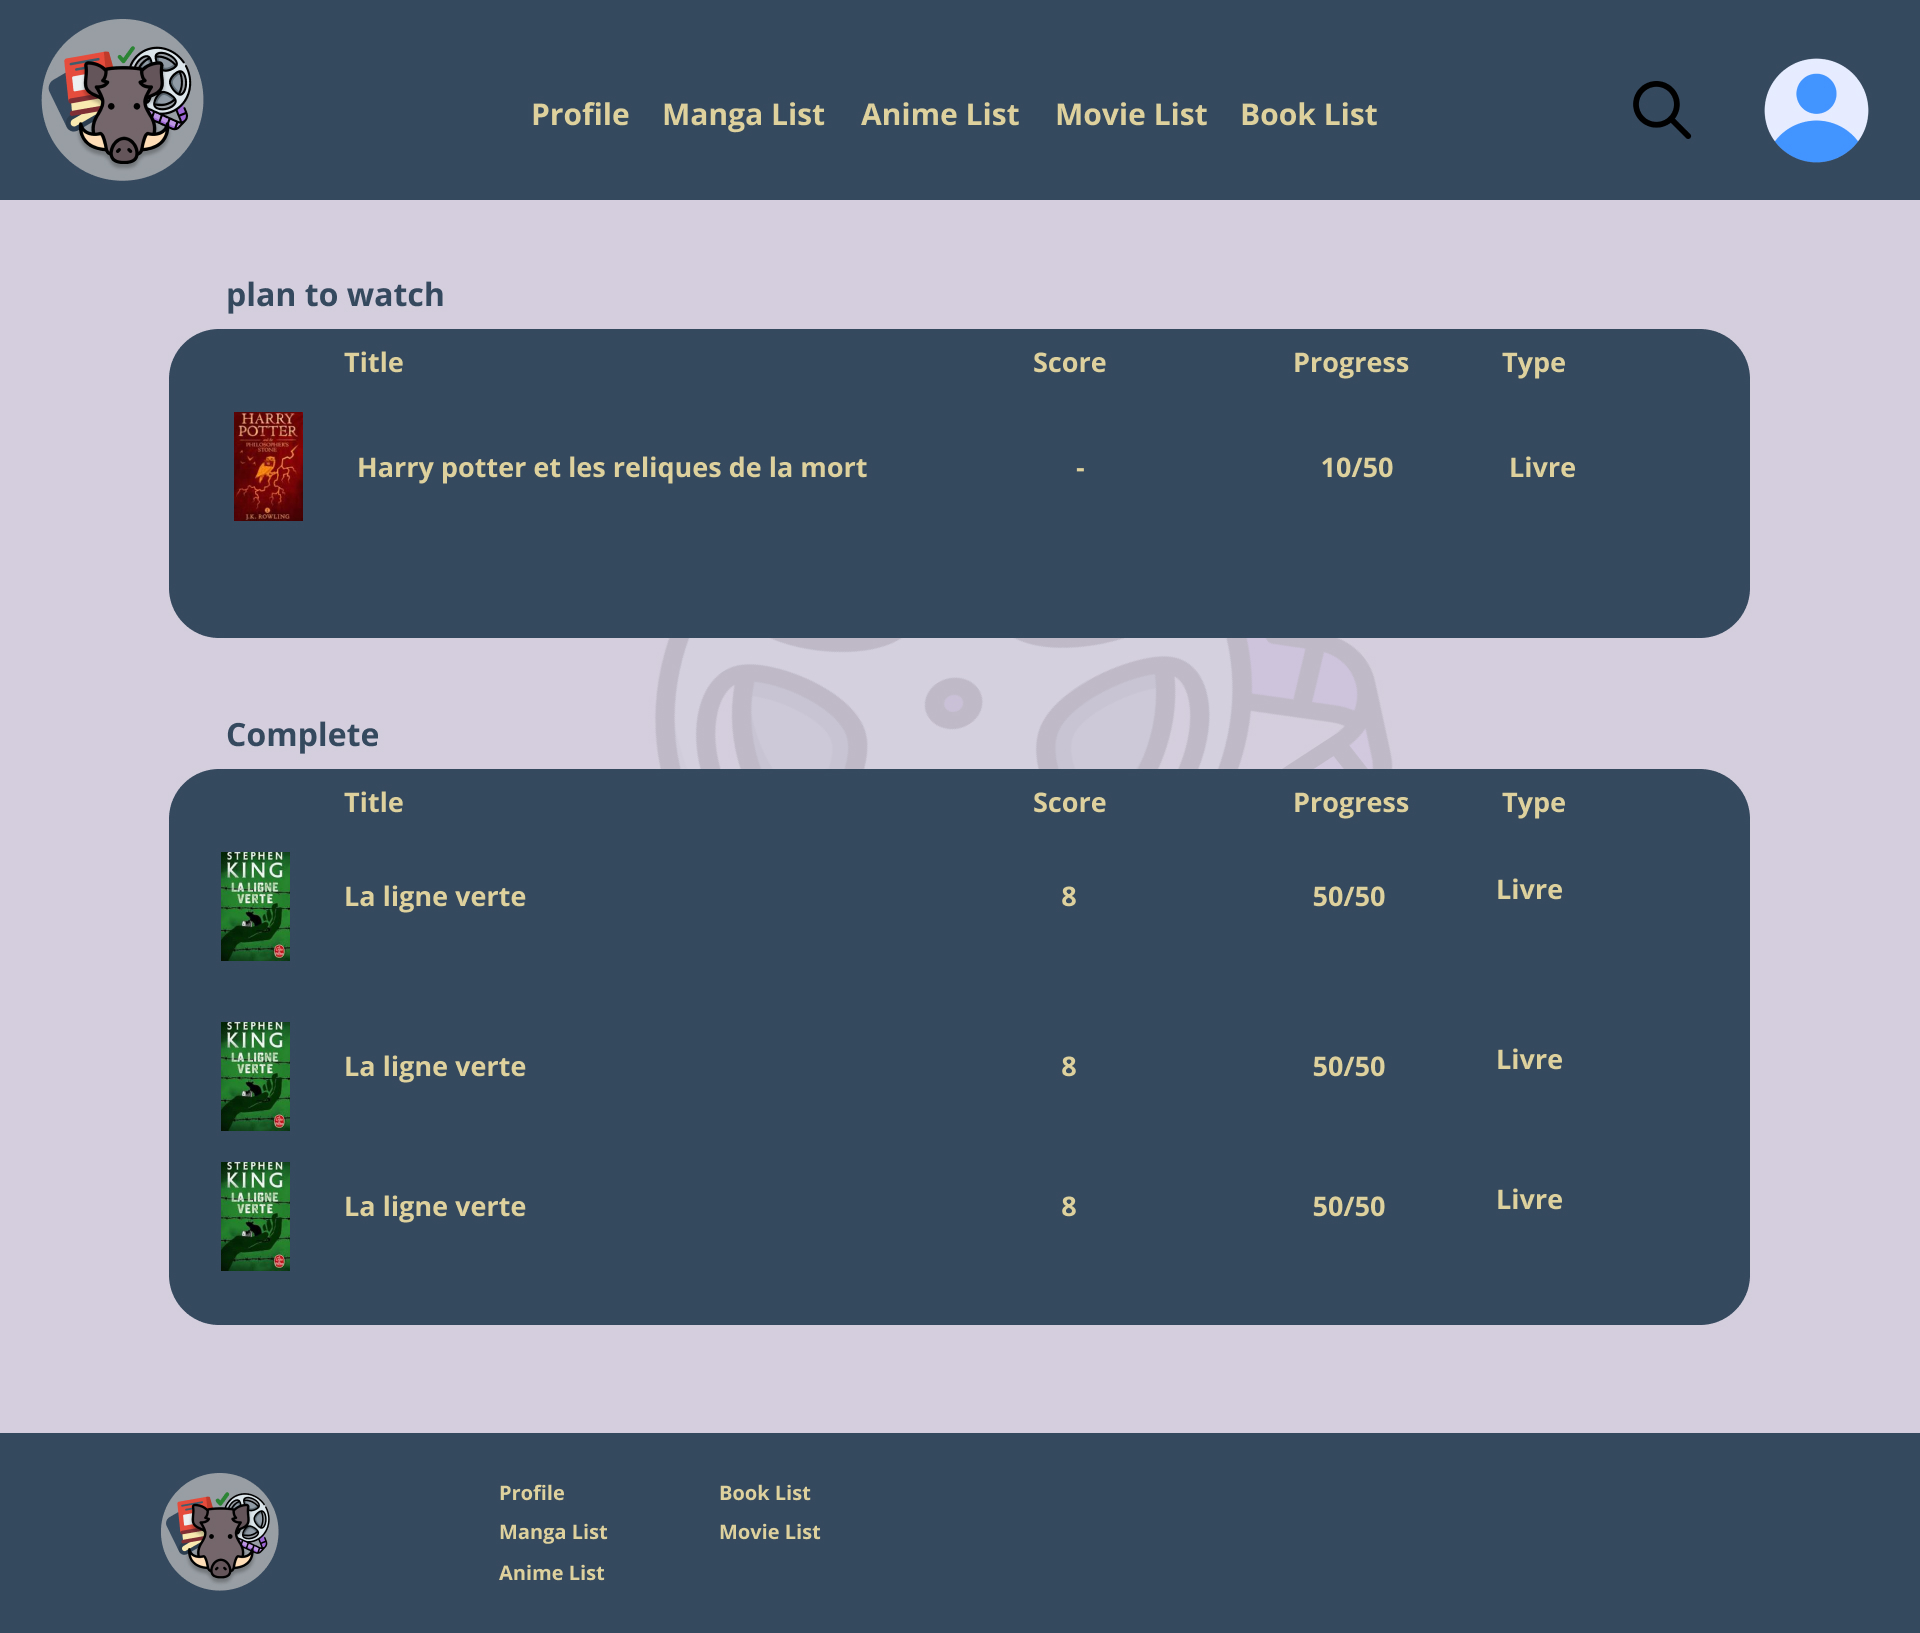 Profile Manga List Anime List Movie List Book List
plan to watch
Title Score Progress Type
HARRY
POTTER
and the
PHILOSOPHER'S
STONE
J.K. ROWLING
Harry potter et les reliques de la mort - 10/50 Livre
Complete
Title Score Progress Type
STEPHEN
KING
LA LIGNE
VERTE
La ligne verte 8 50/50 Livre
STEPHEN
KING
LA LIGNE
VERTE
La ligne verte 8 50/50 Livre
STEPHEN
KING
LA LIGNE
VERTE
La ligne verte 8 50/50 Livre
Profile Book List
Manga List Movie List
Anime List